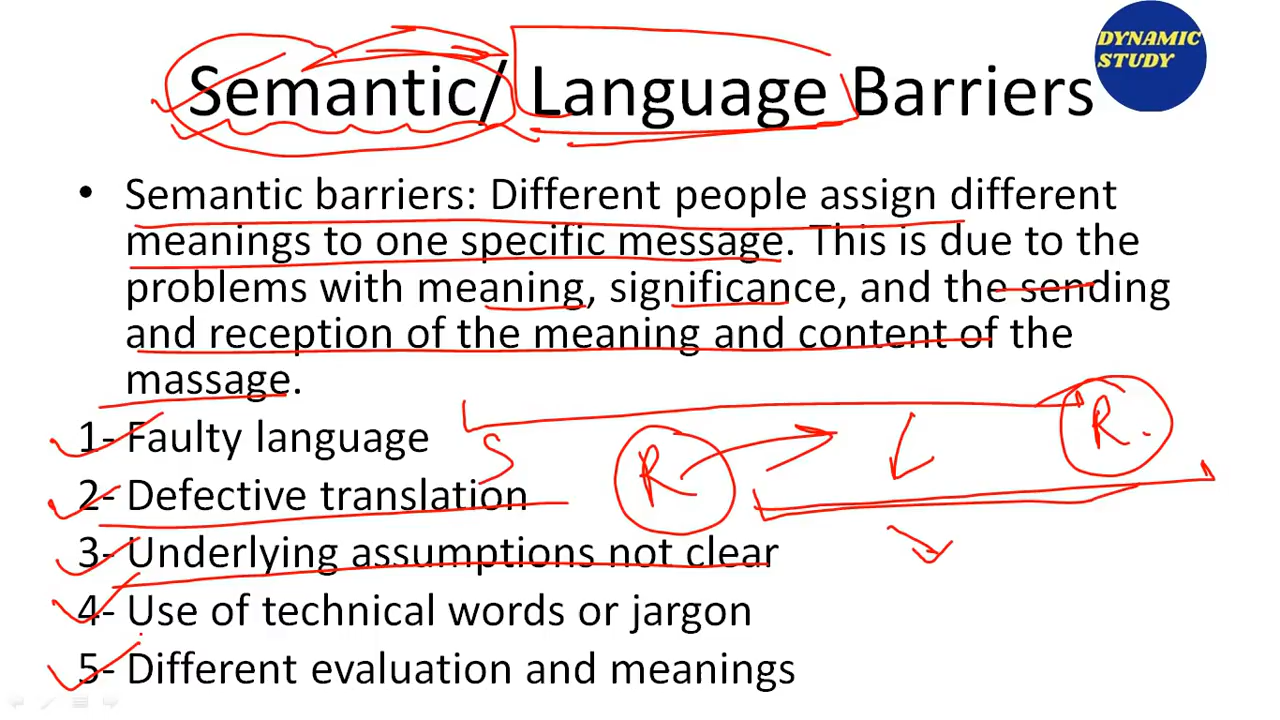 DYNAMIC
STUDY
Semantic/ Language Barriers
• Semantic barriers: Different people assign different
meanings to one specific message. This is due to the
problems with meaning, significance, and the sending
and reception of the meaning and content of the
massage.
1- Faulty language
2- Defective translation
3- Underlying assumptions not clear
4- Use of technical words or jargon
5- Different evaluation and meanings
S
R
R.